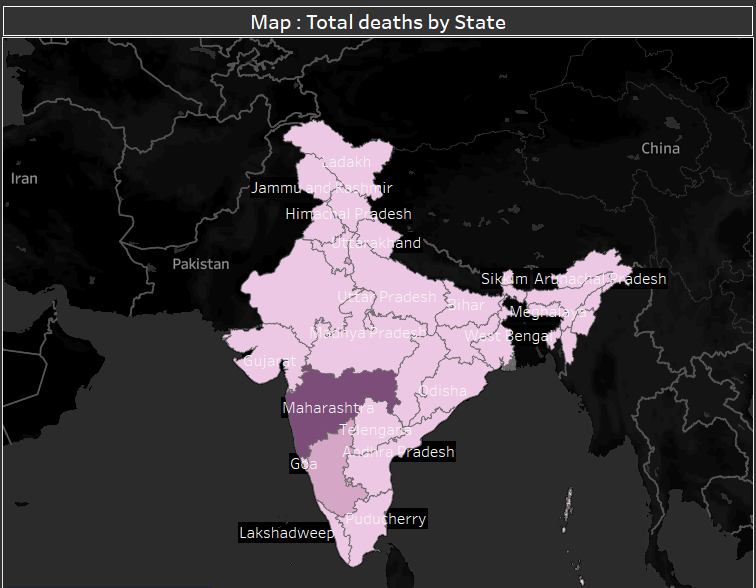 Map : Total deaths by State
China
Ladakh
Iran
Jammu and Kashmir
Himachal Pradesh
Uttarakhand
Pakistan
Sikkim
Arunachal Pradesh
Uttar Pradesh
Bihar
Meghalaya
Madhya Pradesh
West Bengal
Gujarat
Odisha
Maharashtra
Telengana
Andhra Pradesh
Goa
Puducherry
Lakshadweep